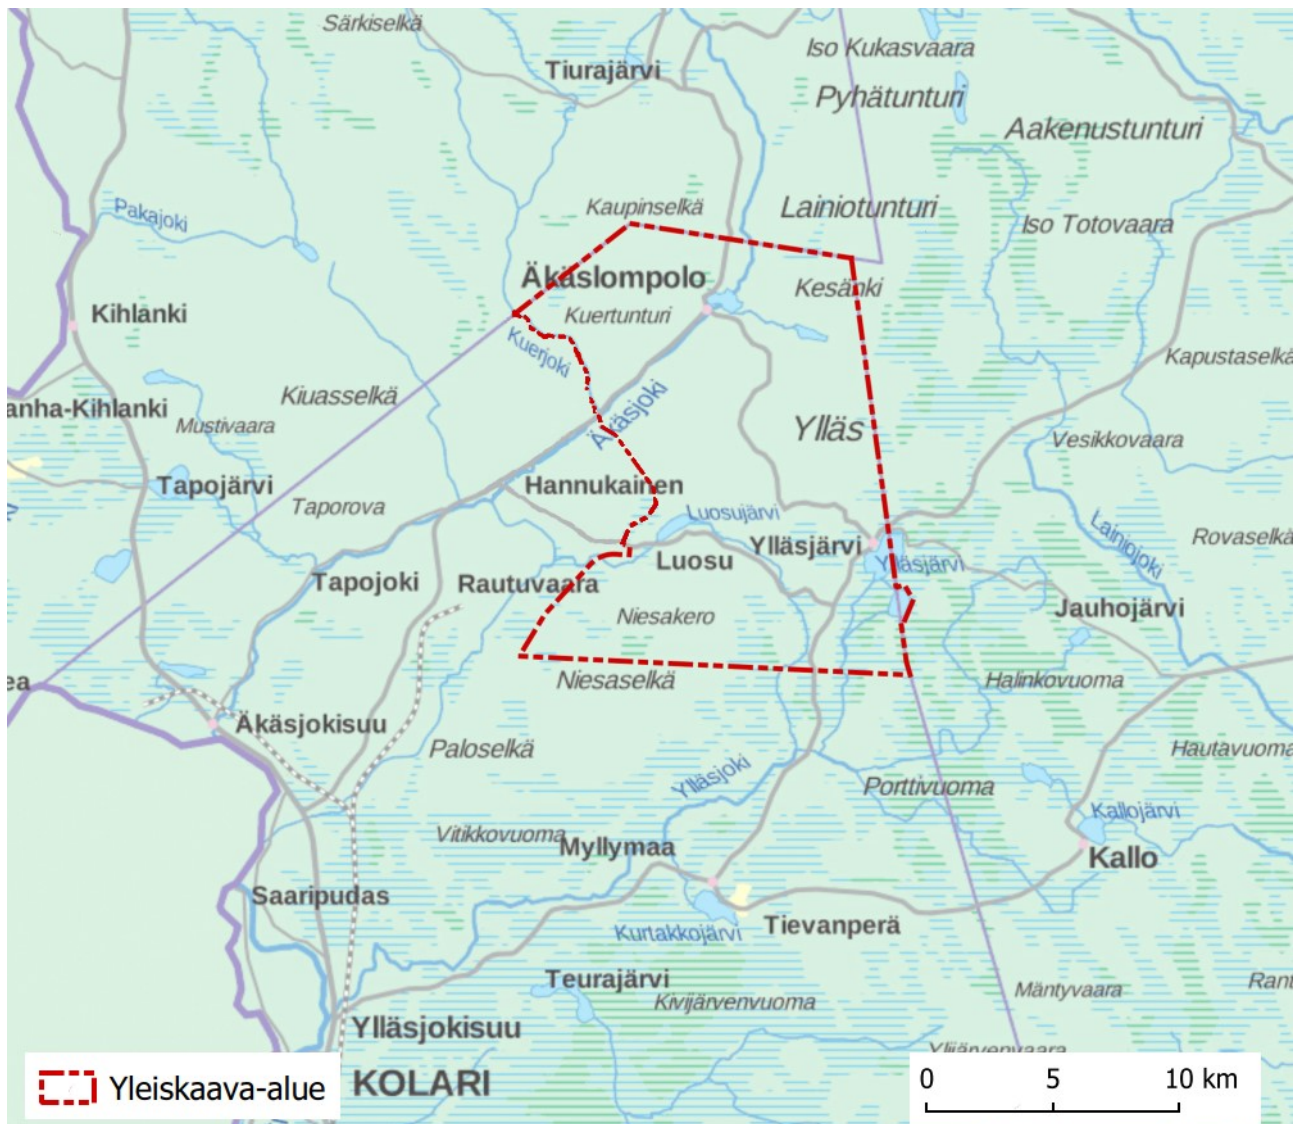 Särkiselkä
Iso Kukasvaara
Tiurajärvi
Pyhätunturi
Aakenustunturi
Kaupinselkä
Lainiotunturi
Pakajoki
Iso Totovaara
Äkäslompolo
Kesänki
Kihlanki
Kuertunturi
Kuerjoki
Kapustaselkä
Kiuasselkä
anha-Kihlanki
Mustivaara
Äkäsjoki
Ylläs
Vesikkovaara
Tapojärvi
Hannukainen
Taporova
Luosujärvi
Lainiojoki
Rovaselkä
Ylläsjärvi
Luosu
Ylläsjärvi
Tapojoki
Rautuvaara
Jauhojärvi
Niesakero
ea
Niesaselkä
Halinkovuoma
Äkäsjokisuu
Paloselkä
Hautavuoma
Ylläsjoki
Porttivuoma
Kallojärvi
Vitikkovuoma
Myllymaa
Kallo
Saaripudas
Kurtakkojärvi
Tievanperä
Teurajärvi
Kivijärvenvuoma
Mäntyvaara
Rant
Ylläsjokisuu
Ylijärvenvaara
KOLARI
Yleiskaava-alue
0 5 10 km